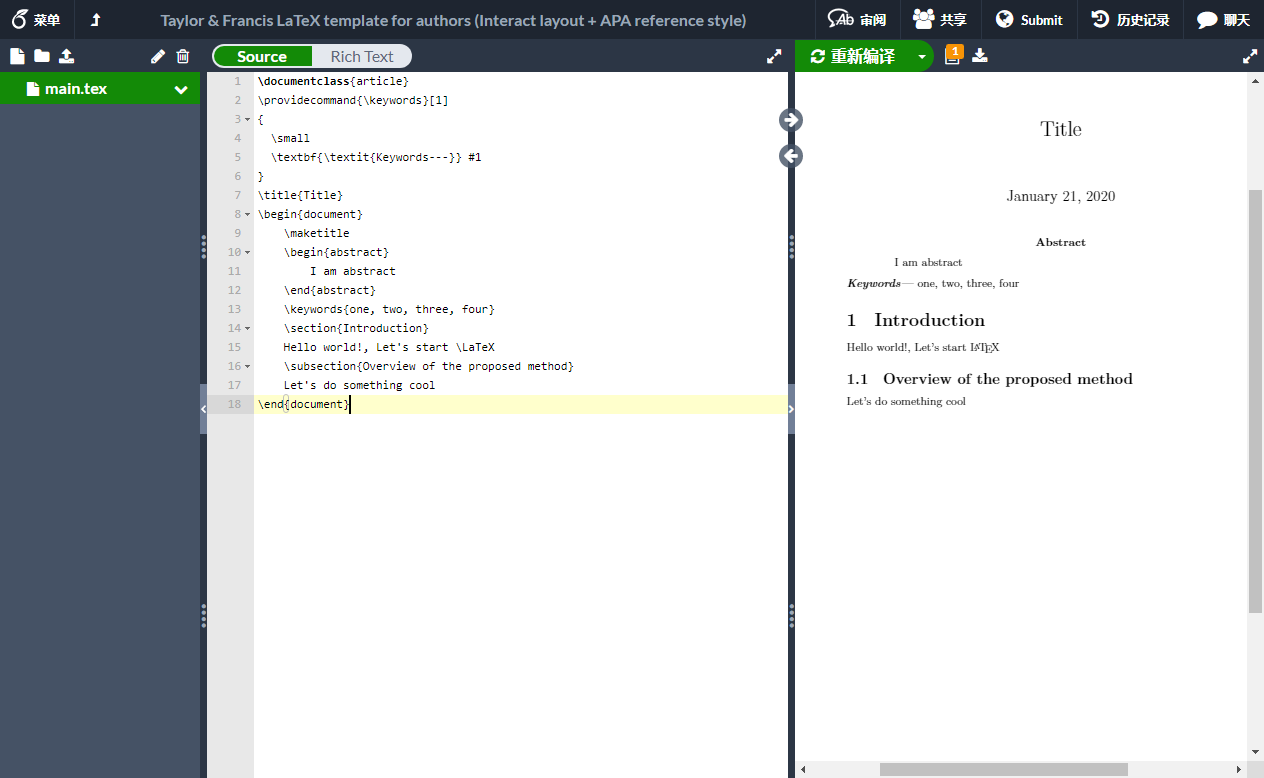 菜单 Taylor & Francis LaTeX template for authors (Interact layout + APA reference style) 审阅 共享 Submit 历史记录 聊天
Source Rich Text 重新编译 1
main.tex
1 \documentclass{article}
2 \providecommand{\keywords}[1]
3 {
4 \small
5 \textbf{\textit{Keywords---}} #1
6 }
7 \title{Title}
8 \begin{document}
9 \maketitle
10 \begin{abstract}
11 I am abstract
12 \end{abstract}
13 \keywords{one, two, three, four}
14 \section{Introduction}
15 Hello world!, Let's start \LaTeX
16 \subsection{Overview of the proposed method}
17 Let's do something cool
18 \end{document}
Title
January 21, 2020
Abstract
I am abstract
Keywords— one, two, three, four
1 Introduction
Hello world!, Let's start LATEX
1.1 Overview of the proposed method
Let's do something cool